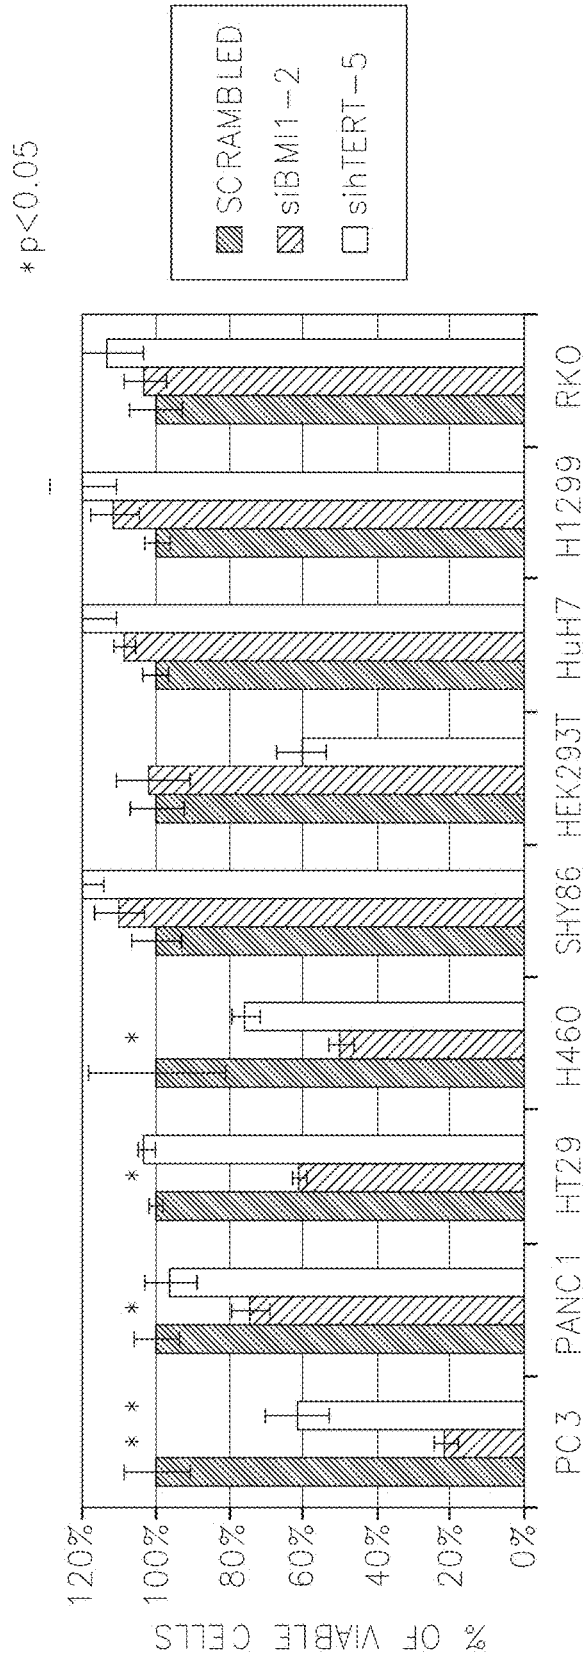 *p<0.05
SCRAMBLED
siBMI1-2
sihTERT-5
% OF VIABLE CELLS
120%
100%
80%
60%
40%
20%
0%
* * * * *
PC3 PANC1 HT29 H460 SHY86 HEK293T HuH7 H1299 RKO